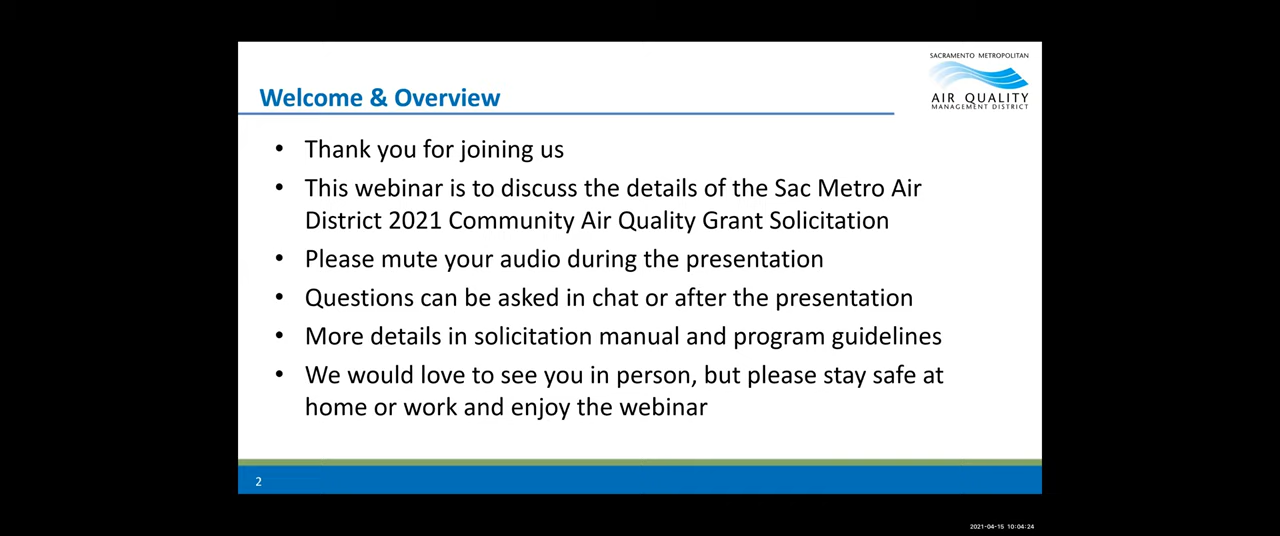 SACRAMENTO METROPOLITAN
AIR QUALITY
MANAGEMENT DISTRICT
Welcome & Overview
• Thank you for joining us
• This webinar is to discuss the details of the Sac Metro Air
District 2021 Community Air Quality Grant Solicitation
• Please mute your audio during the presentation
• Questions can be asked in chat or after the presentation
• More details in solicitation manual and program guidelines
• We would love to see you in person, but please stay safe at
home or work and enjoy the webinar
2
2021-04-15 10:04:24